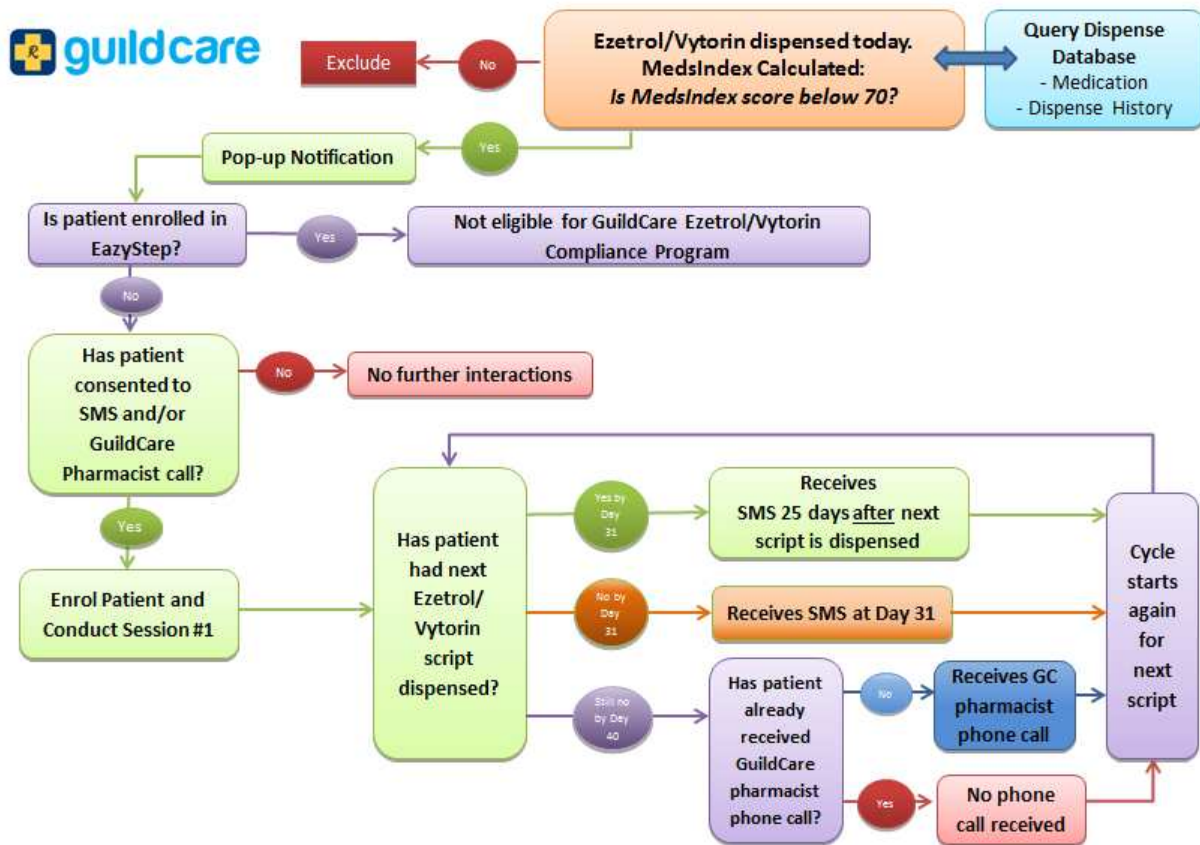 guildcare
Exclude
No
Ezetrol/Vytorin dispensed today.
MedsIndex Calculated:
Is MedsIndex score below 70?
Query Dispense
Database
- Medication
- Dispense History
Yes
Pop-up Notification
Is patient enrolled in
EazyStep?
Yes
Not eligible for GuildCare Ezetrol/Vytorin
Compliance Program
No
Has patient
consented to
SMS and/or
GuildCare
Pharmacist call?
No
No further interactions
Yes
Enrol Patient and
Conduct Session #1
Has patient
had next
Ezetrol/
Vytorin
script
dispensed?
Yes by
Day
31
Receives
SMS 25 days after next
script is dispensed
No by
Day
31
Receives SMS at Day 31
Still no
by Day
40
Has patient
already
received
GuildCare
pharmacist
phone call?
No
Receives GC
pharmacist
phone call
Yes
No phone
call received
Cycle
starts
again
for
next
script